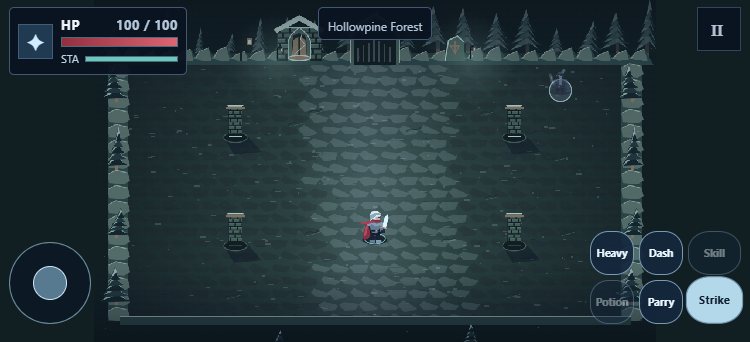 HP 100 / 100
STA
Hollowpine Forest
II
Heavy
Dash
Skill
Potion
Parry
Strike